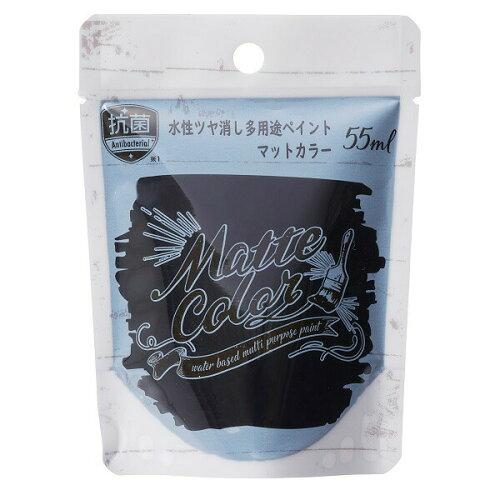 抗菌
Antibacterial
※1
水性ツヤ消し多用途ペイント
マットカラー
55ml
Matte
Color
water based multi purpose paint